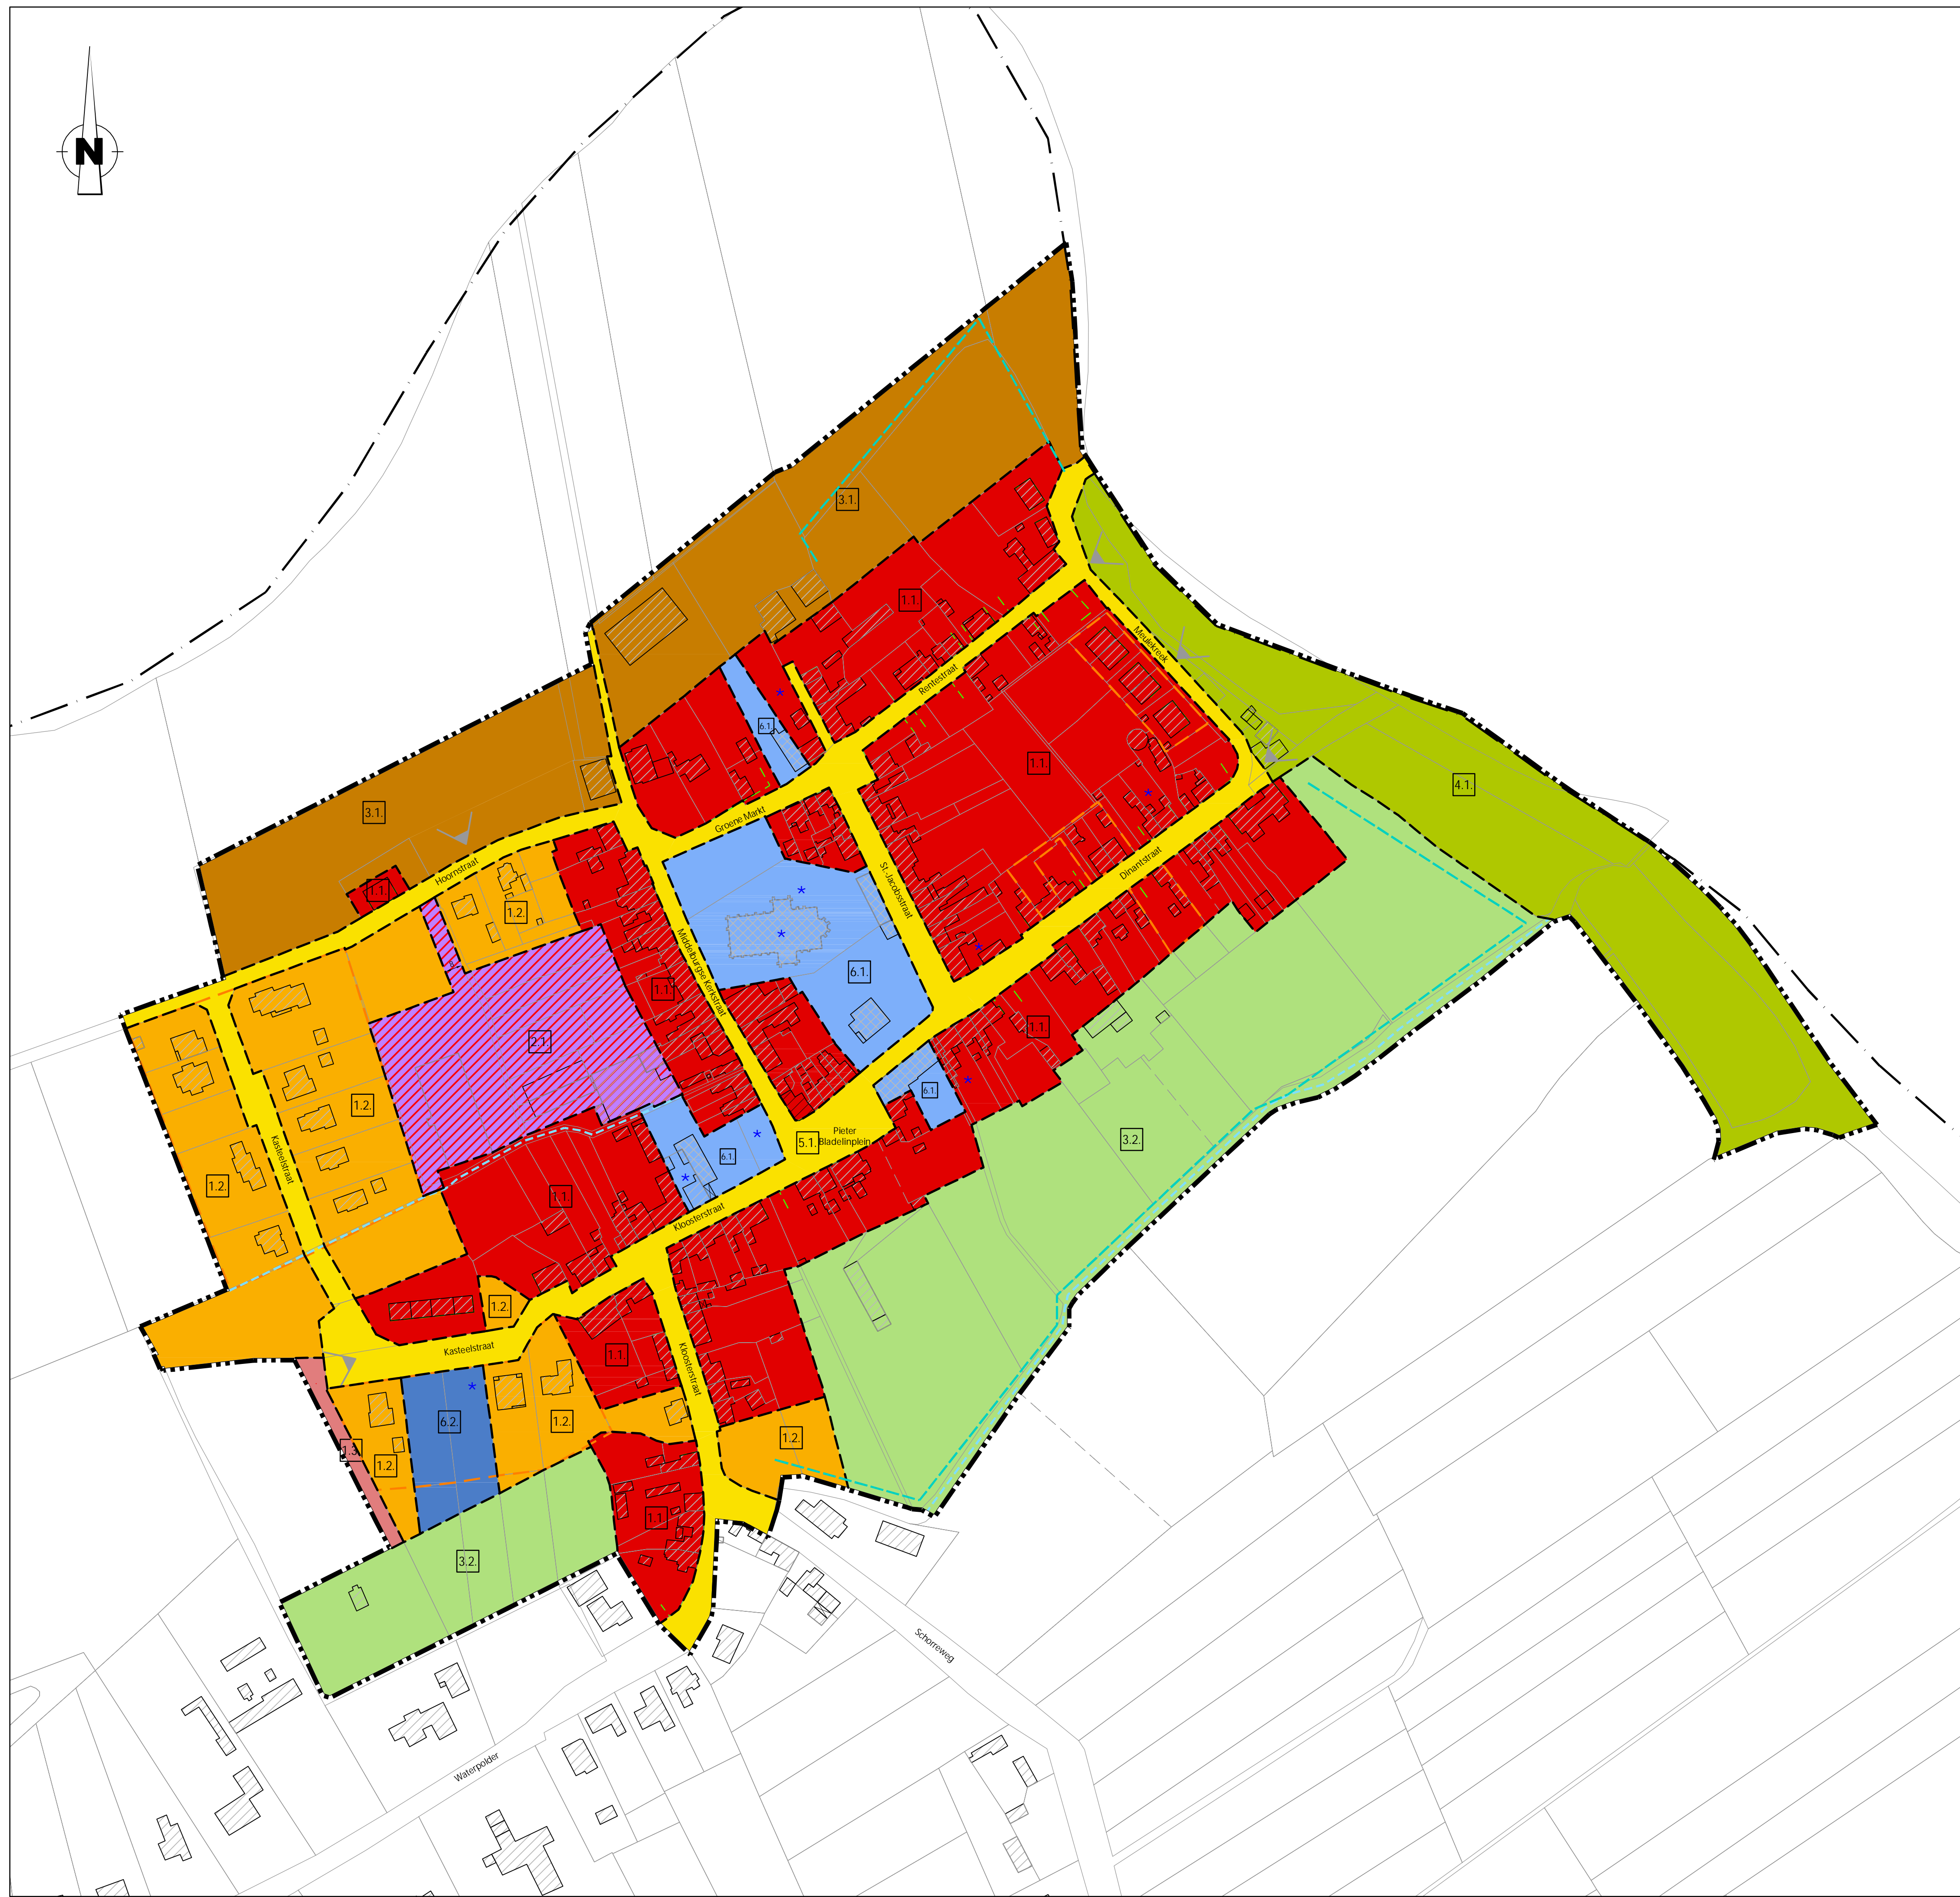 N
3.1.
1.1.
Rentestraat
Meulekreek
6.1.
1.1.
4.1.
3.1.
Groene Markt
Hoornstraat
St.-Jacobsstraat
Dinantstraat
1.1.
1.2.
Middelburgse Kerkstraat
6.1.
1.1.
1.1.
2.1.
6.1.
1.2.
Pieter
Bladelinplein
5.1.
3.2.
Kasteelstraat
6.1.
1.2.
1.1.
Kloosterstraat
1.2.
Kasteelstraat
1.1.
Kloosterstraat
6.2.
1.2.
1.2.
1.3.
1.2.
1.1.
3.2.
Schorreweg
Waterpolder